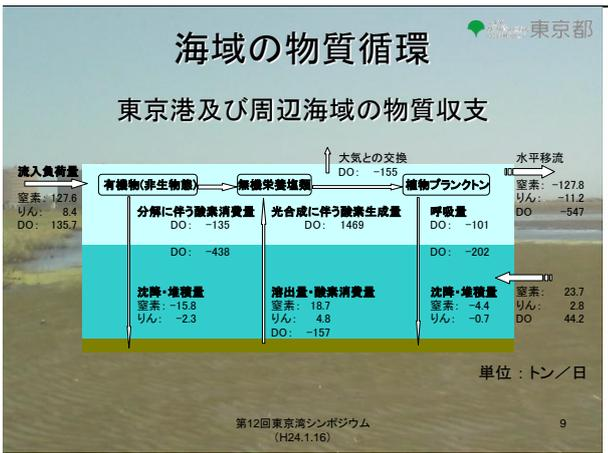 東京都
海域の物質循環
東京港及び周辺海域の物質収支
大気との交換
DO: -155
水平移流
窒素: -127.8
りん: -11.2
DO -547
流入負荷量
窒素: 127.6
りん: 8.4
DO: 135.7
有機物(非生物態)
無機栄養塩類
植物プランクトン
分解に伴う酸素消費量
DO: -135
DO: -438
光合成に伴う酸素生成量
DO: 1469
呼吸量
DO: -101
DO: -202
沈降・堆積量
窒素: -15.8
りん: -2.3
溶出量・酸素消費量
窒素: 18.7
りん: 4.8
DO: -157
沈降・堆積量
窒素: -4.4
りん: -0.7
窒素: 23.7
りん: 2.8
DO 44.2
単位:トン/日
第12回東京湾シンポジウム
(H24.1.16)
9